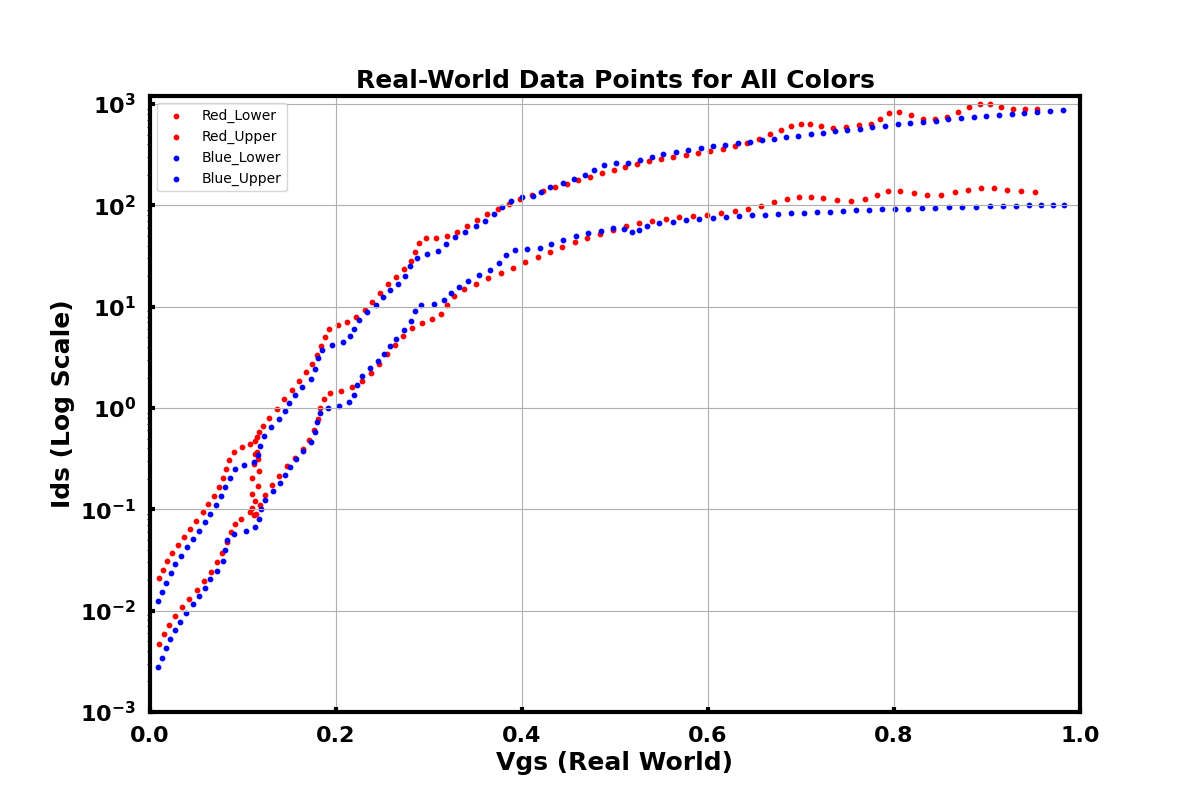 Real-World Data Points for All Colors
Red_Lower
Red_Upper
Blue_Lower
Blue_Upper
Ids (Log Scale)
10³
10²
10¹
10⁰
10⁻¹
10⁻²
10⁻³
0.0 0.2 0.4 0.6 0.8 1.0
Vgs (Real World)